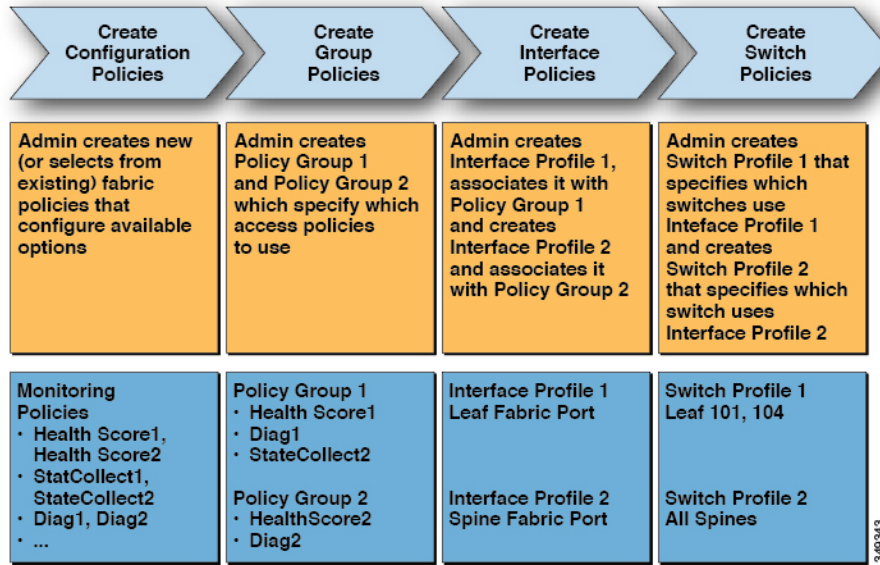 Create
Configuration
Policies
Create
Group
Policies
Create
Interface
Policies
Create
Switch
Policies
Admin creates new
(or selects from
existing) fabric
policies that
configure available
options
Admin creates
Policy Group 1
and Policy Group 2
which specify which
access policies
to use
Admin creates
Interface Profile 1,
associates it with
Policy Group 1
and creates
Interface Profile 2
and associates it
with Policy Group 2
Admin creates
Switch Profile 1 that
specifies which
switches use
Inteface Profile 1
and creates
Switch Profile 2
that specifies which
switch uses
Interface Profile 2
Monitoring
Policies
· Health Score1,
Health Score2
· StatCollect1,
StateCollect2
· Diag1, Diag2
· ...
Policy Group 1
· Health Score1
· Diag1
· StateCollect2
Policy Group 2
· HealthScore2
· Diag2
Interface Profile 1
Leaf Fabric Port
Interface Profile 2
Spine Fabric Port
Switch Profile 1
Leaf 101, 104
Switch Profile 2
All Spines
349343